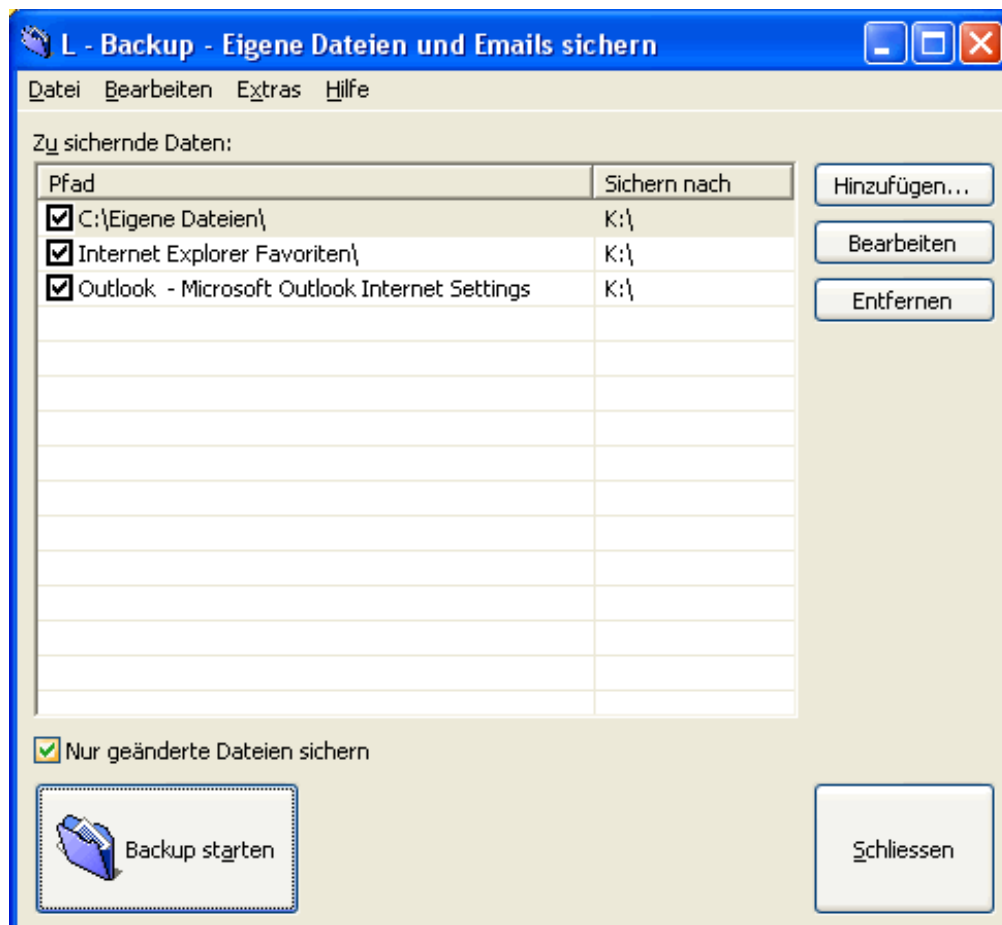 L - Backup - Eigene Dateien und Emails sichern
Datei Bearbeiten Extras Hilfe
Zu sichernde Daten:
Pfad Sichern nach
C:\Eigene Dateien\ K:\
Internet Explorer Favoriten\ K:\
Outlook - Microsoft Outlook Internet Settings K:\
Hinzufügen...
Bearbeiten
Entfernen
Nur geänderte Dateien sichern
Backup starten
Schliessen